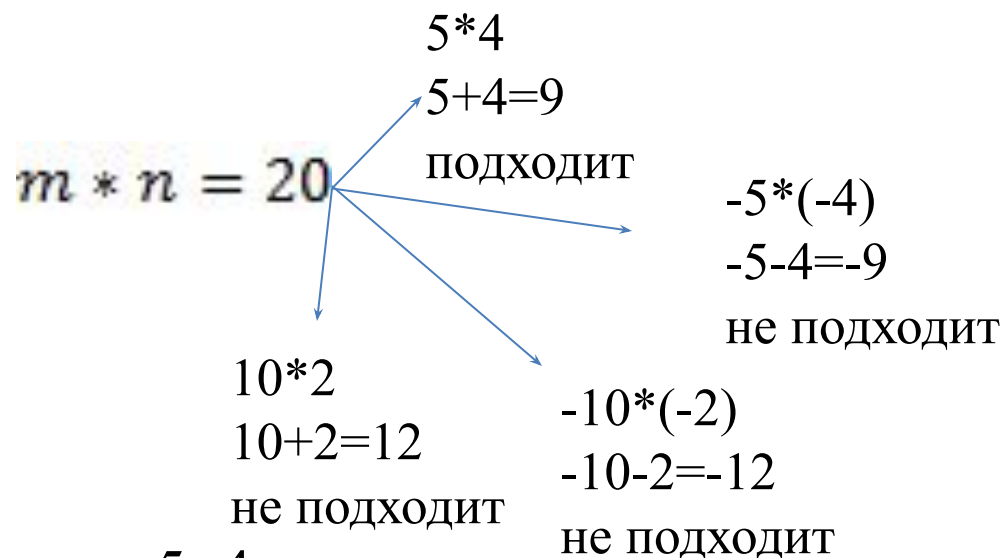 5*4
5+4=9
подходит
m * n = 20
-5*(-4)
-5-4=-9
не подходит
10*2
10+2=12
не подходит
-10*(-2)
-10-2=-12
не подходит